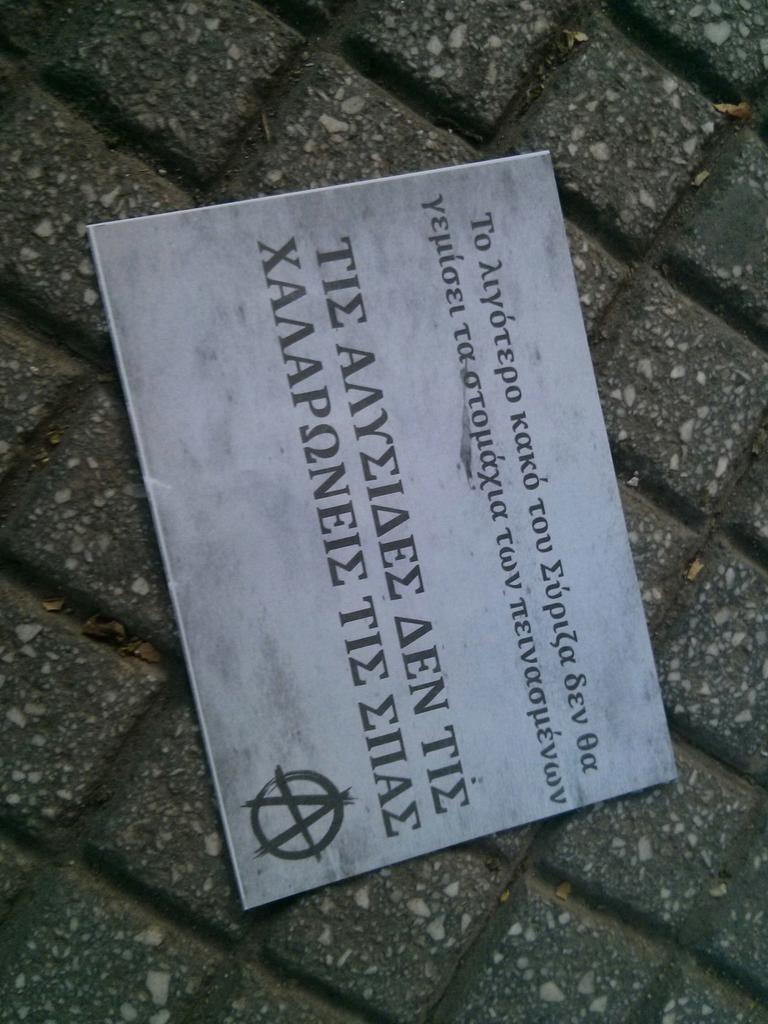 Το λιγότερο κακό του Σύριζα δεν θα
γεμίσει τα στομάχια των πεινασμένων
ΤΙΣ ΑΛΥΣΙΔΕΣ ΔΕΝ ΤΙΣ
ΧΑΛΑΡΩΝΕΙΣ ΤΙΣ ΣΠΑΣ